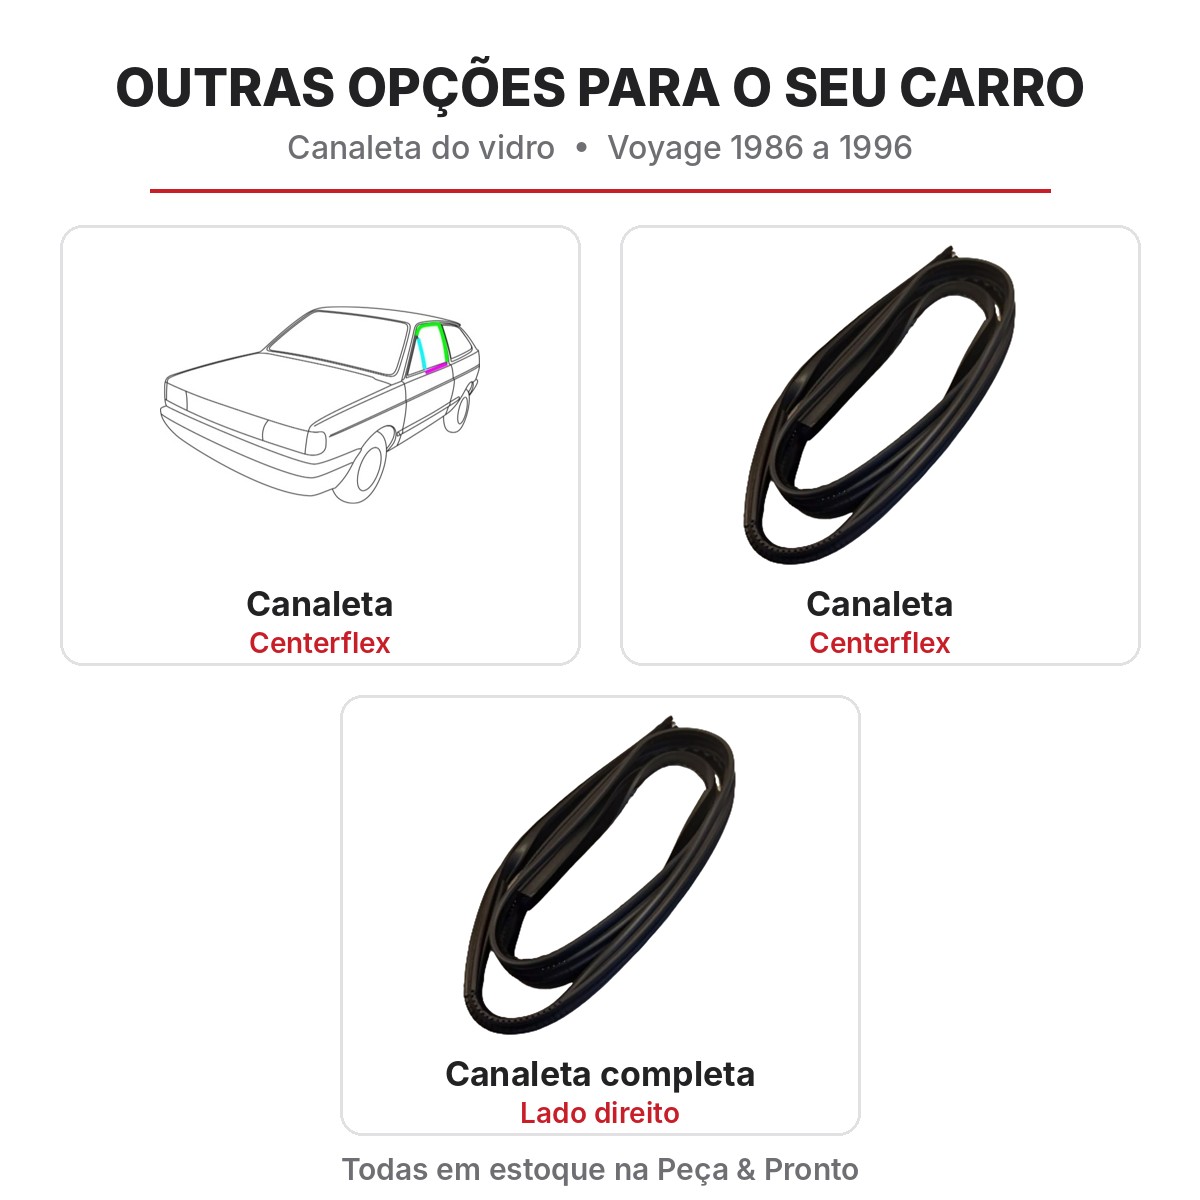 OUTRAS OPÇÕES PARA O SEU CARRO
Canaleta do vidro • Voyage 1986 a 1996
Canaleta
Centerflex
Canaleta
Centerflex
Canaleta completa
Lado direito
Todas em estoque na Peça & Pronto